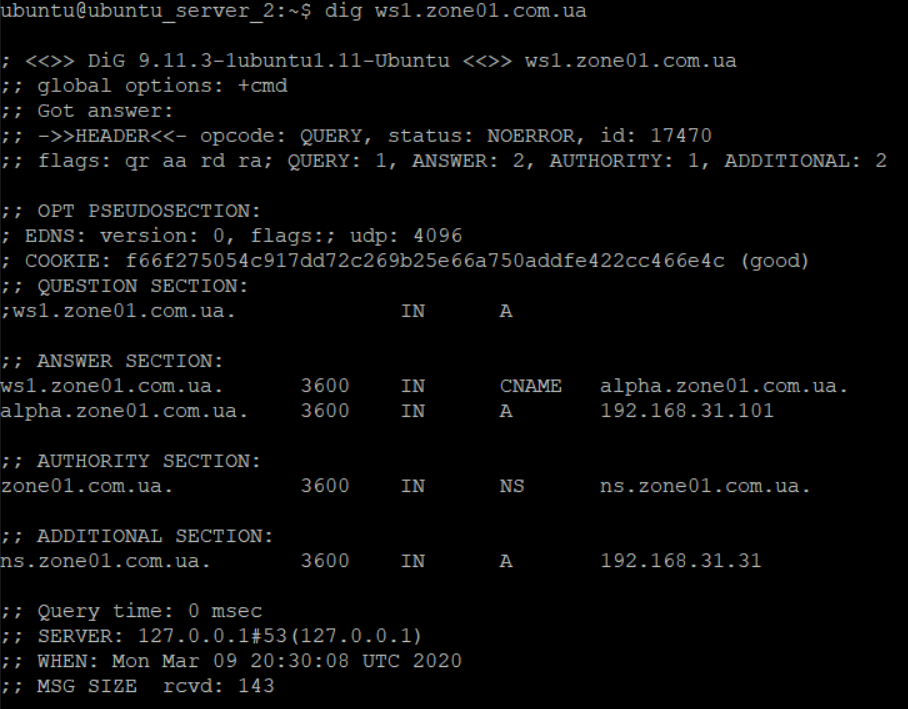 ubuntu@ubuntu_server_2:~$ dig ws1.zone01.com.ua

; <<>> DiG 9.11.3-1ubuntu1.11-Ubuntu <<>> ws1.zone01.com.ua
;; global options: +cmd
;; Got answer:
;; ->>HEADER<<- opcode: QUERY, status: NOERROR, id: 17470
;; flags: qr aa rd ra; QUERY: 1, ANSWER: 2, AUTHORITY: 1, ADDITIONAL: 2

;; OPT PSEUDOSECTION:
; EDNS: version: 0, flags:; udp: 4096
; COOKIE: f66f275054c917dd72c269b25e66a750addfe422cc466e4c (good)
;; QUESTION SECTION:
;ws1.zone01.com.ua.             IN      A

;; ANSWER SECTION:
ws1.zone01.com.ua.      3600    IN      CNAME   alpha.zone01.com.ua.
alpha.zone01.com.ua.    3600    IN      A       192.168.31.101

;; AUTHORITY SECTION:
zone01.com.ua.          3600    IN      NS      ns.zone01.com.ua.

;; ADDITIONAL SECTION:
ns.zone01.com.ua.       3600    IN      A       192.168.31.31

;; Query time: 0 msec
;; SERVER: 127.0.0.1#53(127.0.0.1)
;; WHEN: Mon Mar 09 20:30:08 UTC 2020
;; MSG SIZE  rcvd: 143